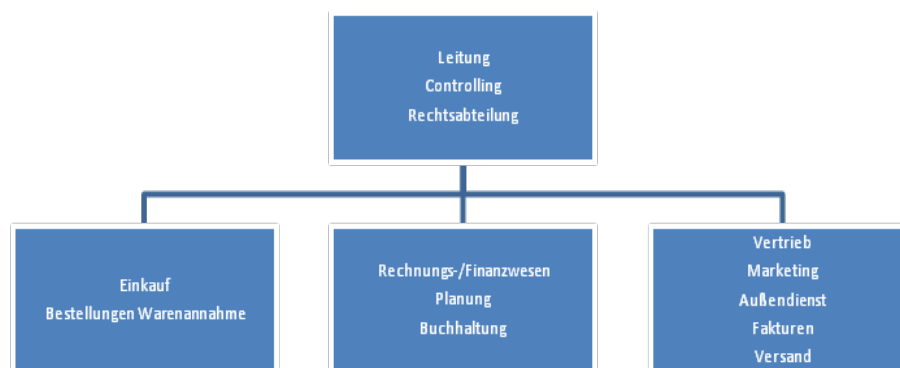 Leitung
Controlling
Rechtsabteilung
Einkauf
Bestellungen Warenannahme
Rechnungs-/Finanzwesen
Planung
Buchhaltung
Vertrieb
Marketing
Außendienst
Fakturen
Versand